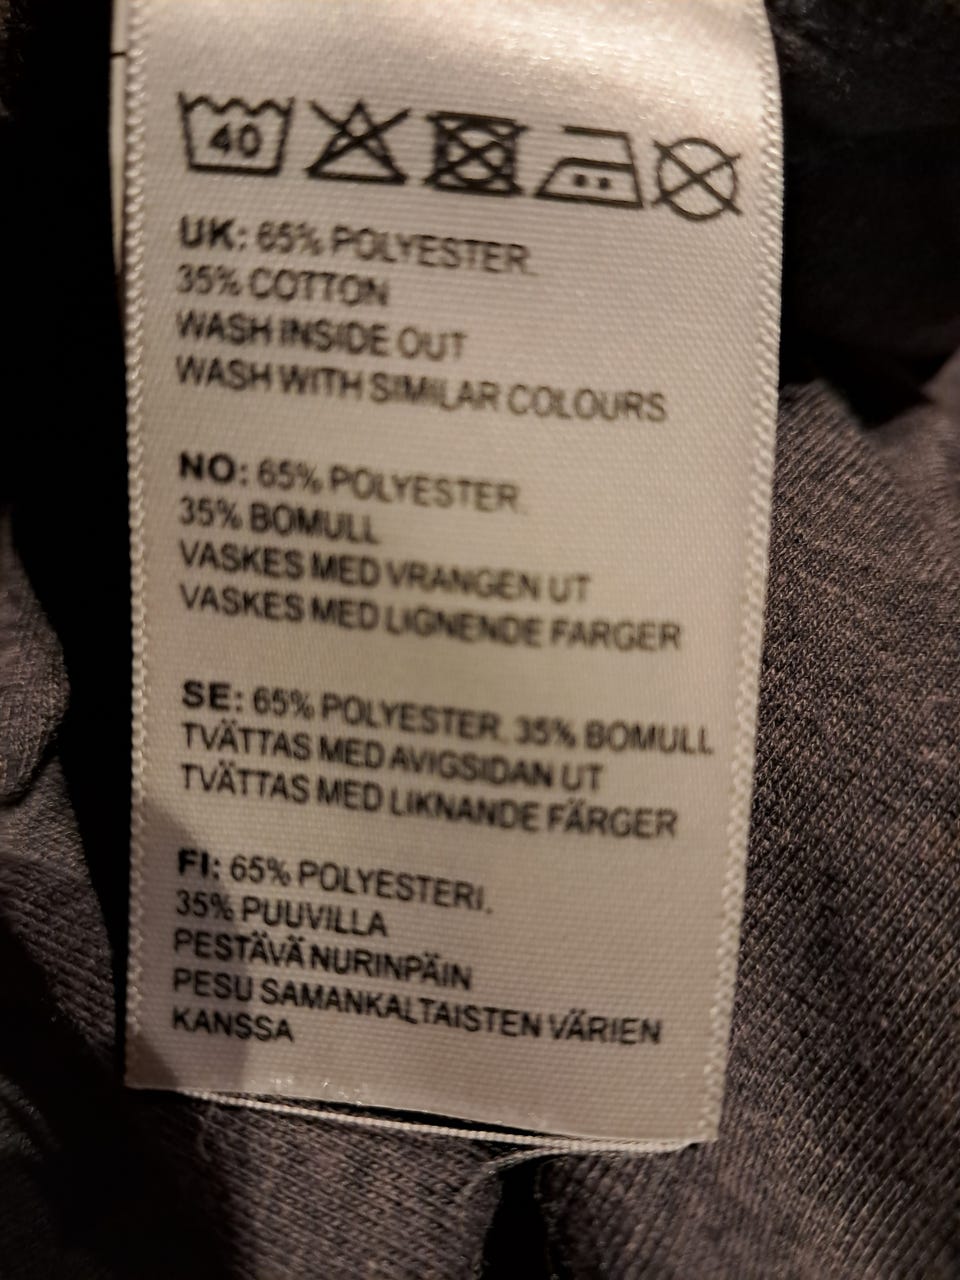 40
UK: 65% POLYESTER.
35% COTTON
WASH INSIDE OUT
WASH WITH SIMILAR COLOURS
NO: 65% POLYESTER.
35% BOMULL
VASKES MED VRANGEN UT
VASKES MED LIGNENDE FARGER
SE: 65% POLYESTER. 35% BOMULL
TVÄTTAS MED AVIGSIDAN UT
TVÄTTAS MED LIKNANDE FÄRGER
FI: 65% POLYESTERI.
35% PUUVILLA
PESTÄVÄ NURINPÄIN
PESU SAMANKALTAISTEN VÄRIEN
KANSSA